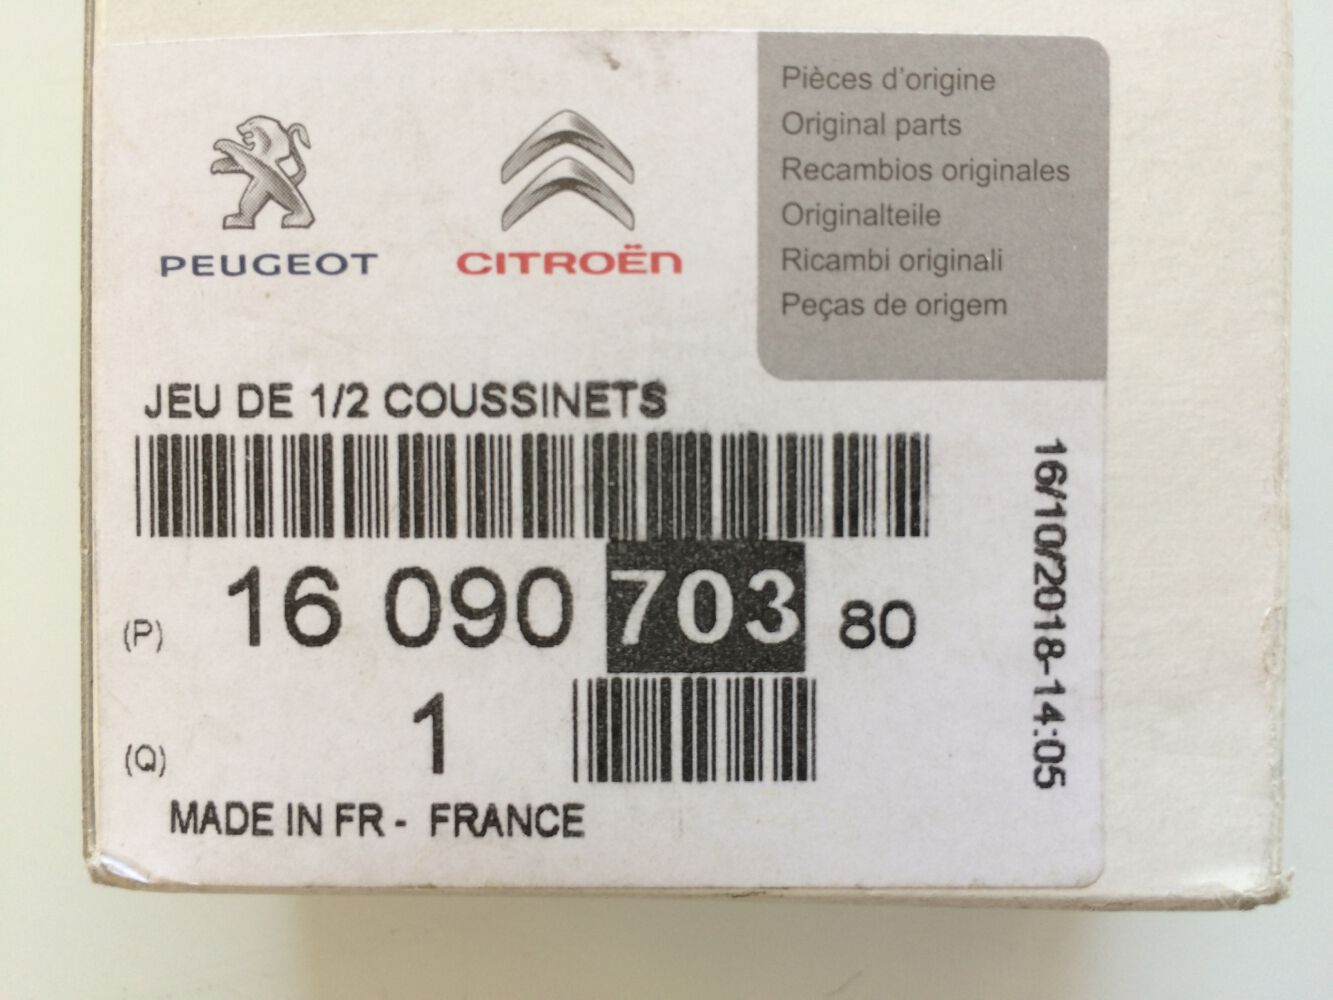 PEUGEOT
CITROËN
Pièces d'origine
Original parts
Recambios originales
Originalteile
Ricambi originali
Peças de origem
JEU DE 1/2 COUSSINETS
(P) 16 090 703 80
(Q) 1
MADE IN FR - FRANCE
16/10/2018-14:05